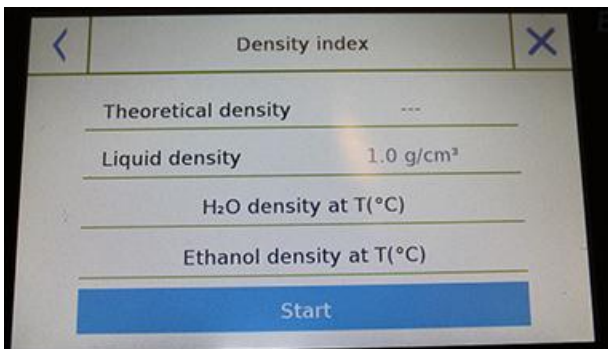 Density index
Theoretical density ---
Liquid density 1.0 g/cm³
H₂O density at T(°C)
Ethanol density at T(°C)
Start